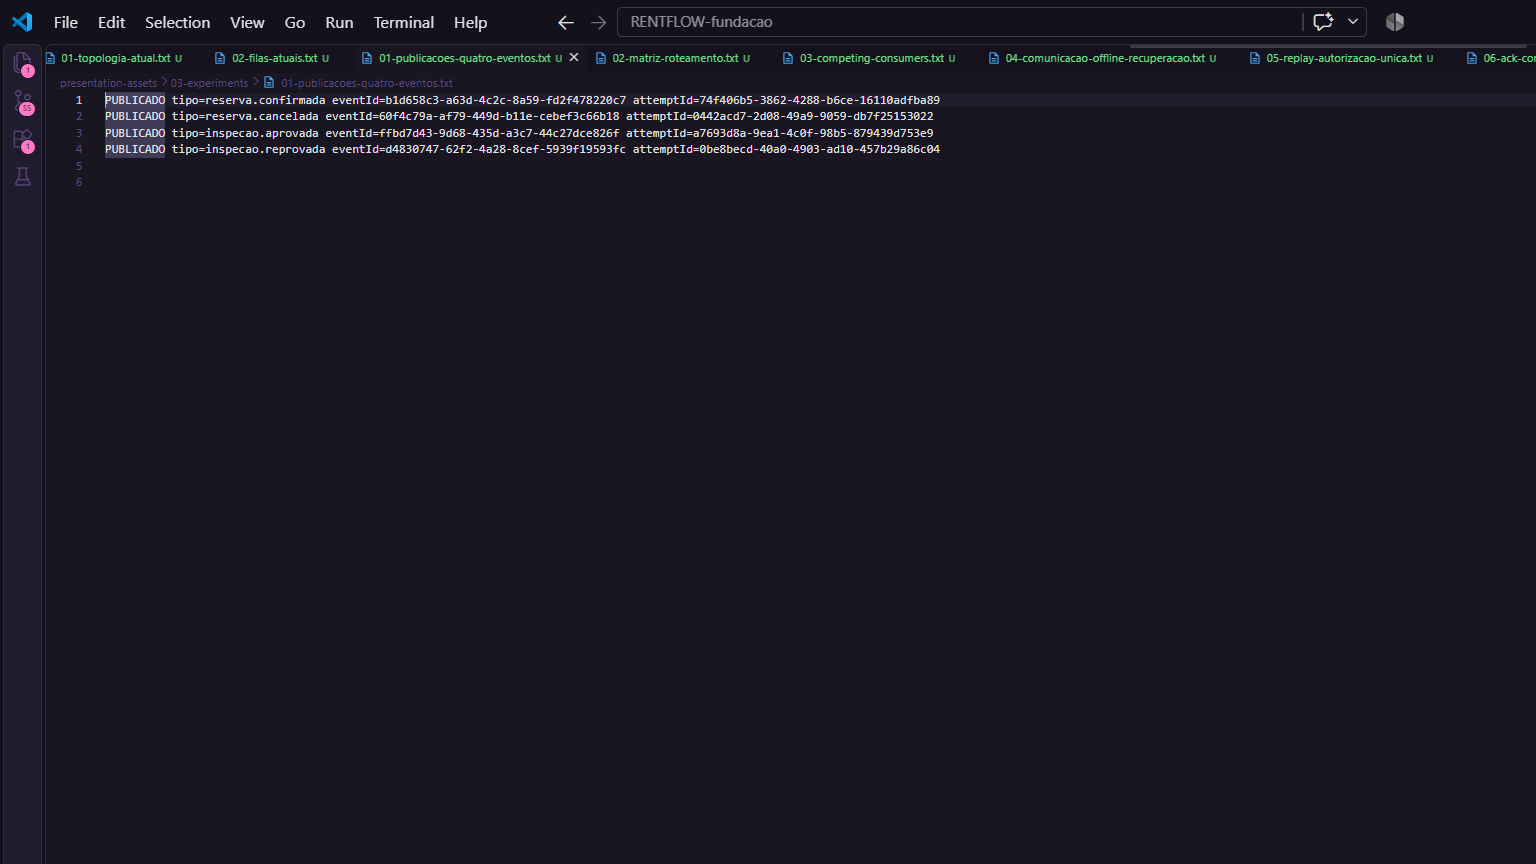 File Edit Selection View Go Run Terminal Help
RENTFLOW-fundacao
01-topologia-atual.txt U
02-filas-atuais.txt U
01-publicacoes-quatro-eventos.txt U
02-matriz-roteamento.txt U
03-competing-consumers.txt U
04-comunicacao-offline-recuperacao.txt U
05-replay-autorizacao-unica.txt U
06-ack-cor
presentation-assets > 03-experiments > 01-publicacoes-quatro-eventos.txt
1 PUBLICADO tipo=reserva.confirmada eventId=b1d658c3-a63d-4c2c-8a59-fd2f478220c7 attemptId=74f406b5-3862-4288-b6ce-16110adfba89
2 PUBLICADO tipo=reserva.cancelada eventId=60f4c79a-af79-449d-b11e-cebef3c66b18 attemptId=0442acd7-2d08-49a9-9059-db7f25153022
3 PUBLICADO tipo=inspecao.aprovada eventId=ffbd7d43-9d68-435d-a3c7-44c27dce826f attemptId=a7693d8a-9ea1-4c0f-98b5-879439d753e9
4 PUBLICADO tipo=inspecao.reprovada eventId=d4830747-62f2-4a28-8cef-5939f19593fc attemptId=0be8becd-40a0-4903-ad10-457b29a86c04
5
6
1
55
1